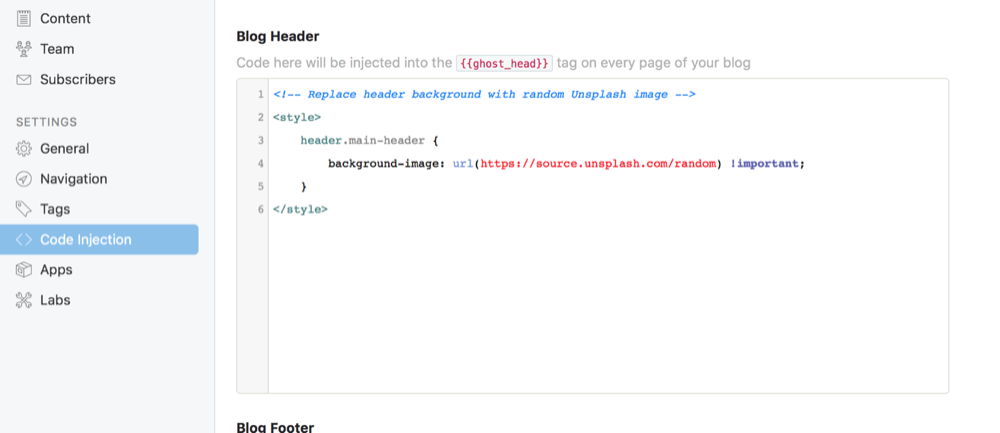 Content
Team
Subscribers
SETTINGS
General
Navigation
Tags
Code Injection
Apps
Labs
Blog Header
Code here will be injected into the {{ghost_head}} tag on every page of your blog
1 <!-- Replace header background with random Unsplash image -->
2 <style>
3 header.main-header {
4 background-image: url(https://source.unsplash.com/random) !important;
5 }
6 </style>
Blog Footer